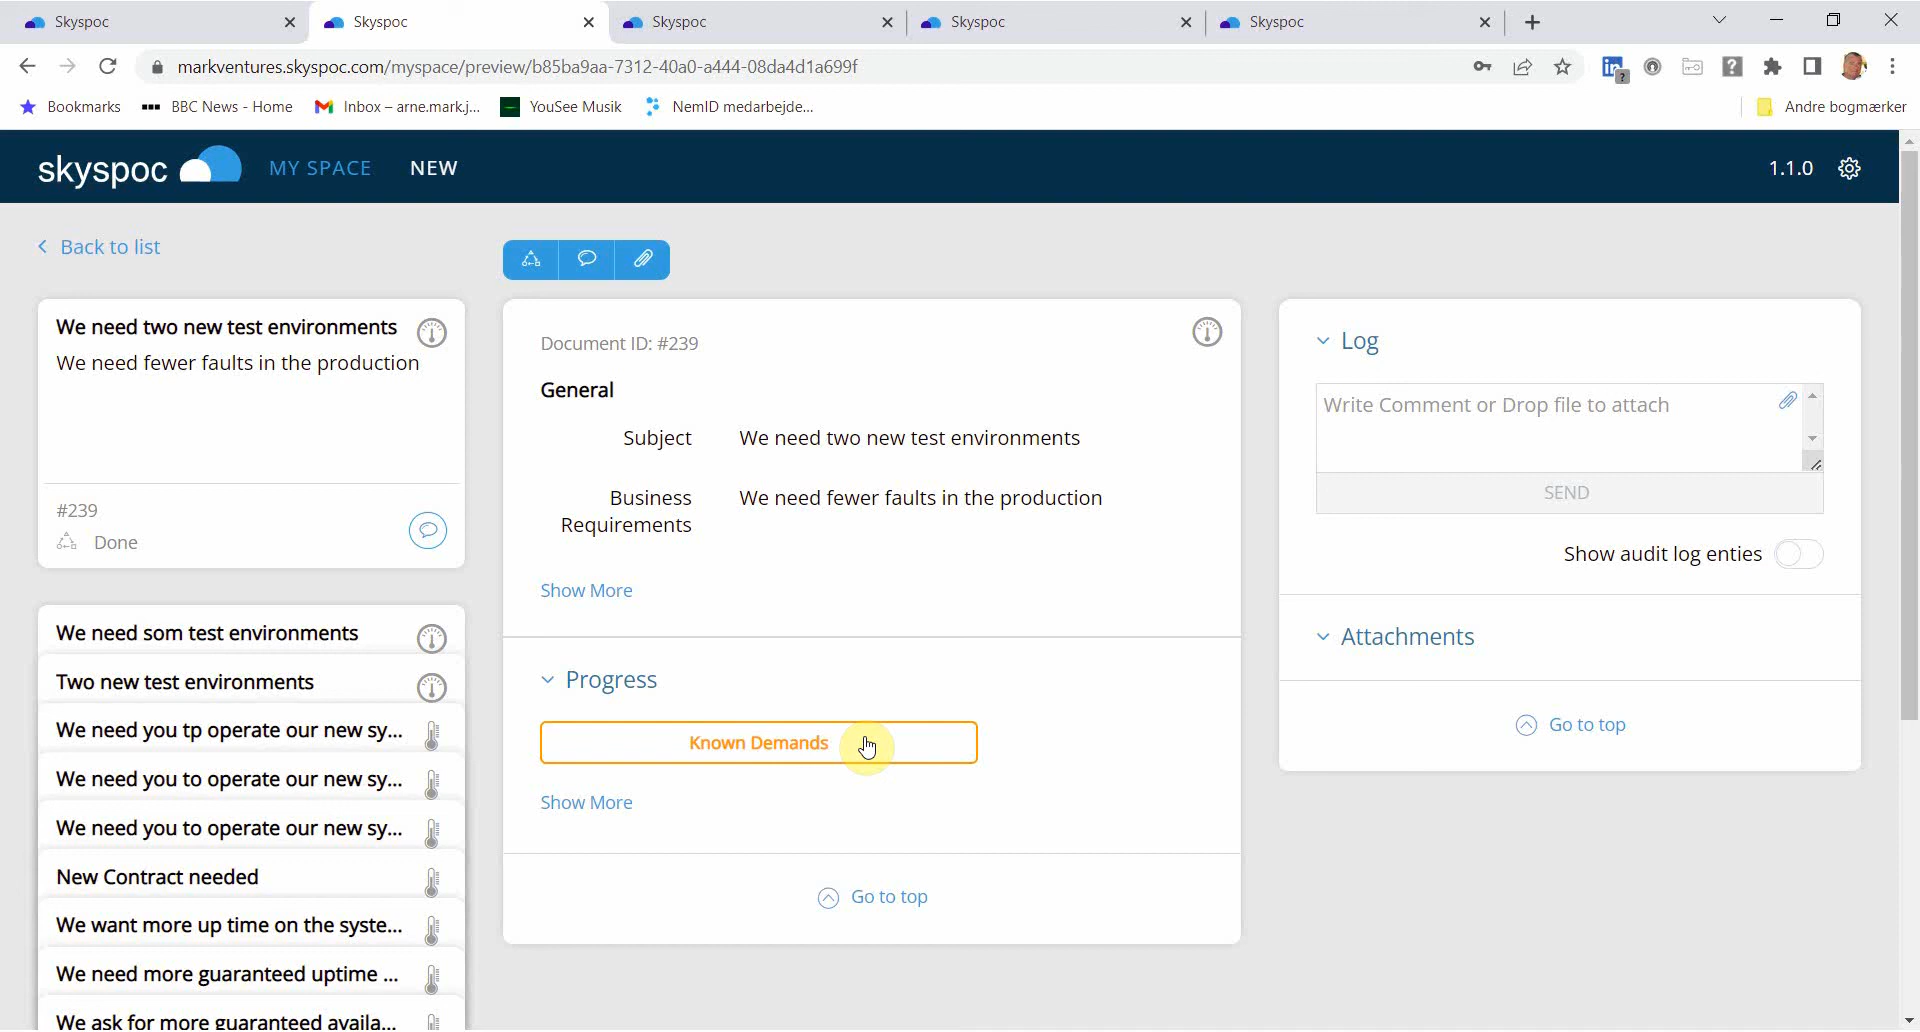 Skyspoc
Skyspoc
Skyspoc
Skyspoc
Skyspoc
markventures.skyspoc.com/myspace/preview/b85ba9aa-7312-40a0-a444-08da4d1a699f
Bookmarks
BBC News - Home
Inbox – arne.mark.j...
YouSee Musik
NemID medarbejde...
Andre bogmærker
skyspoc
MY SPACE
NEW
1.1.0
Back to list
We need two new test environments
We need fewer faults in the production
#239
Done
We need som test environments
Two new test environments
We need you tp operate our new sy...
We need you to operate our new sy...
We need you to operate our new sy...
New Contract needed
We want more up time on the syste...
We need more guaranteed uptime ...
We ask for more guaranteed availa...
Document ID: #239
General
Subject
We need two new test environments
Business
Requirements
We need fewer faults in the production
Show More
Progress
Known Demands
Show More
Go to top
Log
Write Comment or Drop file to attach
SEND
Show audit log enties
Attachments
Go to top